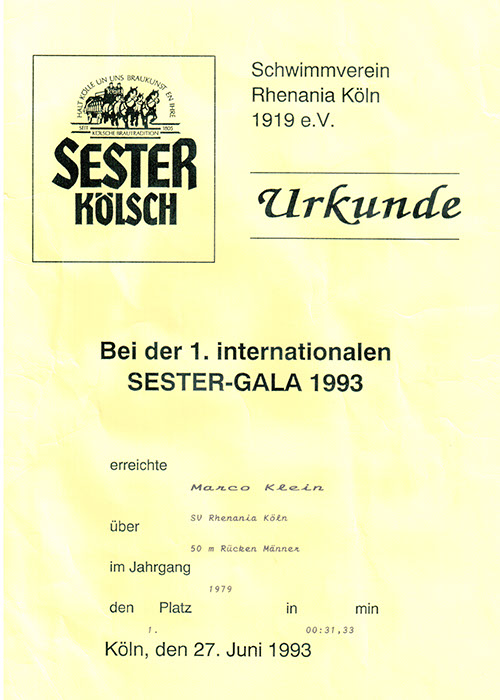 HALT KÖLLE UN UNS BRAUKUNST EN IHRE
SEIT 1805
KÖLSCHE BRAUTRADITION
SESTER
KÖLSCH
Schwimmverein
Rhenania Köln
1919 e.V.
Urkunde
Bei der 1. internationalen
SESTER-GALA 1993
erreichte
Marco Klein
SV Rhenania Köln
über
50 m Rücken Männer
im Jahrgang
1979
den Platz in min
1. 00:31,33
Köln, den 27. Juni 1993